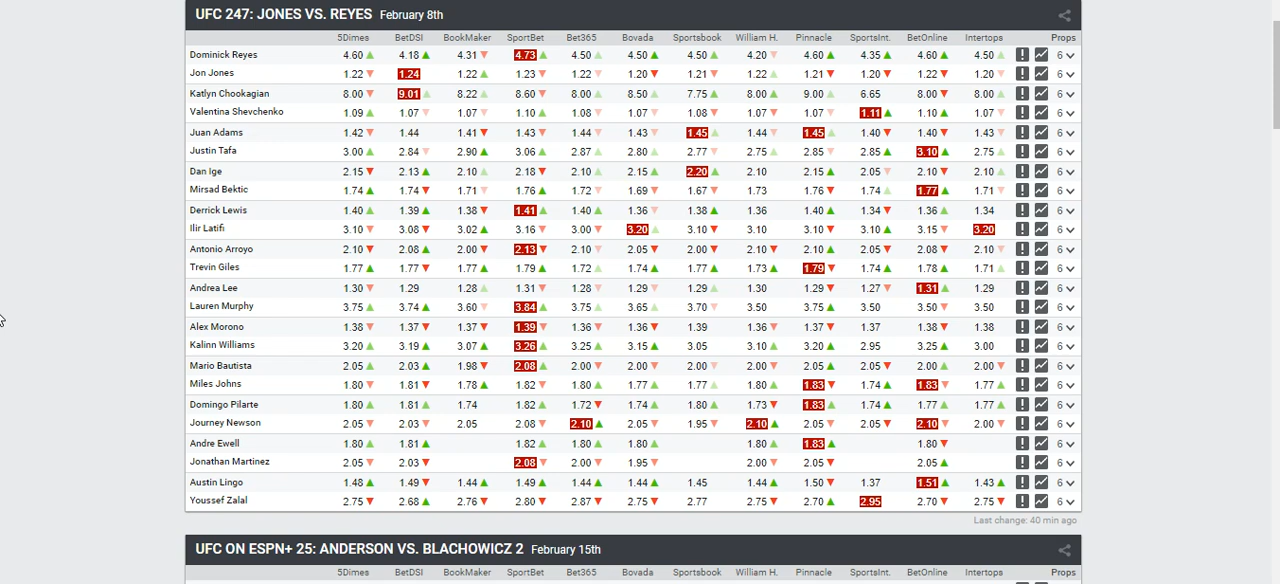 UFC 247: JONES VS. REYES February 8th
5Dimes BetDSI BookMaker SportBet Bet365 Bovada Sportsbook William H. Pinnacle SportsInt. BetOnline Intertops Props
Dominick Reyes 4.60 4.18 4.31 4.73 4.50 4.50 4.50 4.20 4.60 4.35 4.60 4.50 6
Jon Jones 1.22 1.24 1.22 1.23 1.22 1.20 1.21 1.22 1.21 1.20 1.22 1.20 6
Katlyn Chookagian 8.00 9.01 8.22 8.60 8.00 8.50 7.75 8.00 9.00 6.65 8.00 8.00 6
Valentina Shevchenko 1.09 1.07 1.07 1.10 1.08 1.07 1.08 1.07 1.07 1.11 1.10 1.07 6
Juan Adams 1.42 1.44 1.41 1.43 1.44 1.43 1.45 1.44 1.45 1.40 1.40 1.43 6
Justin Tafa 3.00 2.84 2.90 3.06 2.87 2.80 2.77 2.75 2.85 2.85 3.10 2.75 6
Dan Ige 2.15 2.13 2.10 2.18 2.10 2.15 2.20 2.10 2.15 2.05 2.10 2.10 6
Mirsad Bektic 1.74 1.74 1.71 1.76 1.72 1.69 1.67 1.73 1.76 1.74 1.77 1.71 6
Derrick Lewis 1.40 1.39 1.38 1.41 1.40 1.36 1.38 1.36 1.40 1.34 1.36 1.34 6
Ilir Latifi 3.10 3.08 3.02 3.16 3.00 3.20 3.10 3.10 3.10 3.10 3.15 3.20 6
Antonio Arroyo 2.10 2.08 2.00 2.13 2.10 2.05 2.00 2.10 2.10 2.05 2.08 2.10 6
Trevin Giles 1.77 1.77 1.77 1.79 1.72 1.74 1.77 1.73 1.79 1.74 1.78 1.71 6
Andrea Lee 1.30 1.29 1.28 1.31 1.28 1.29 1.29 1.30 1.29 1.27 1.31 1.29 6
Lauren Murphy 3.75 3.74 3.60 3.84 3.75 3.65 3.70 3.50 3.75 3.50 3.50 3.50 6
Alex Morono 1.38 1.37 1.37 1.39 1.36 1.36 1.39 1.36 1.37 1.37 1.38 1.38 6
Kalinn Williams 3.20 3.19 3.07 3.26 3.25 3.15 3.05 3.10 3.20 2.95 3.25 3.00 6
Mario Bautista 2.05 2.03 1.98 2.08 2.00 2.00 2.00 2.00 2.05 2.05 2.00 2.00 6
Miles Johns 1.80 1.81 1.78 1.82 1.80 1.77 1.77 1.80 1.83 1.74 1.83 1.77 6
Domingo Pilarte 1.80 1.81 1.74 1.82 1.72 1.74 1.80 1.73 1.83 1.74 1.77 1.77 6
Journey Newson 2.05 2.03 2.05 2.08 2.10 2.05 1.95 2.10 2.05 2.05 2.10 2.00 6
Andre Ewell 1.80 1.81 1.82 1.80 1.80 1.80 1.83 1.80 6
Jonathan Martinez 2.05 2.03 2.08 2.00 1.95 2.00 2.05 2.05 6
Austin Lingo 1.48 1.49 1.44 1.49 1.44 1.44 1.45 1.44 1.50 1.37 1.51 1.43 6
Youssef Zalal 2.75 2.68 2.76 2.80 2.87 2.75 2.77 2.75 2.70 2.95 2.70 2.75 6
Last change: 40 min ago
UFC ON ESPN+ 25: ANDERSON VS. BLACHOWICZ 2 February 15th
5Dimes BetDSI BookMaker SportBet Bet365 Bovada Sportsbook William H. Pinnacle SportsInt. BetOnline Intertops Props